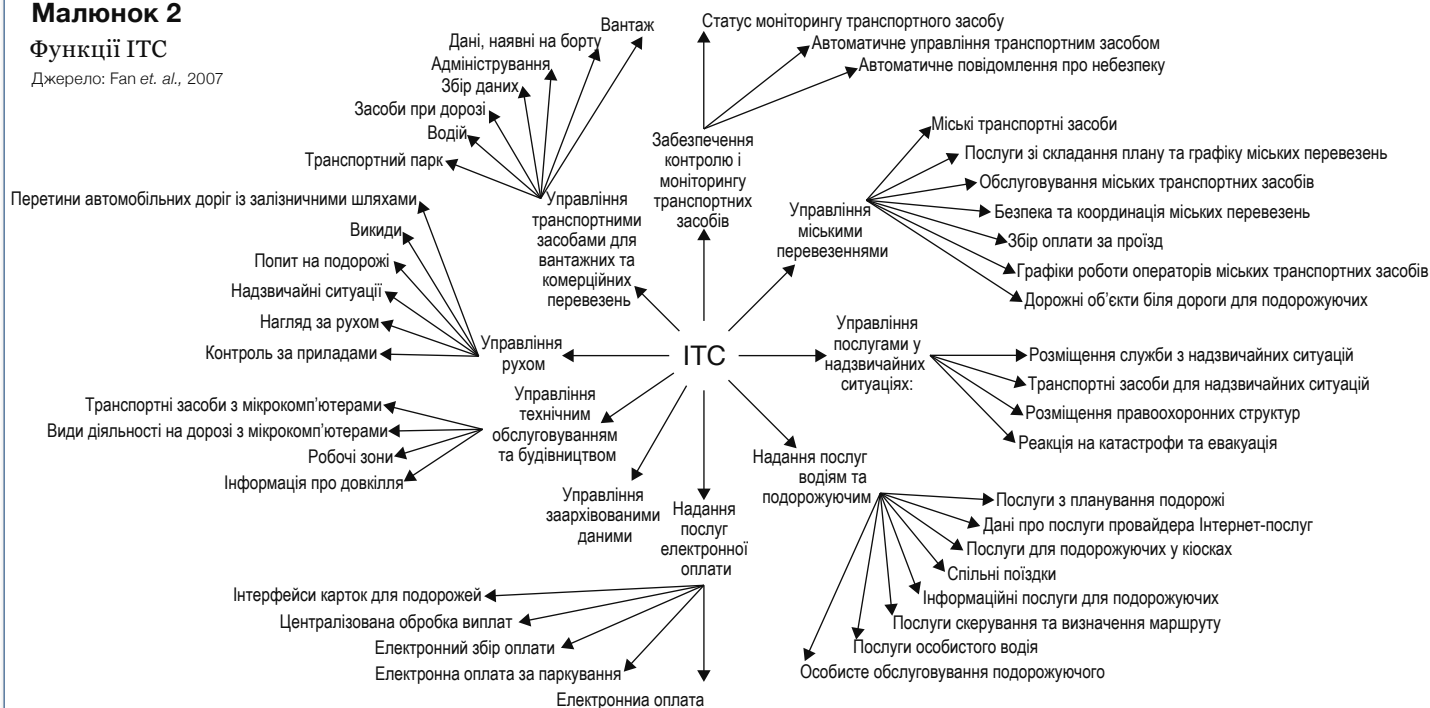 Малюнок 2
Функції ІТС
Джерело: Fan et. al., 2007
Вантаж
Дані, наявні на борту
Адміністрування
Збір даних
Засоби при дорозі
Водій
Транспортний парк
Управління
транспортними
засобами для
вантажних та
комерційних
перевезень
Статус моніторингу транспортного засобу
Автоматичне управління транспортним засобом
Автоматичне повідомлення про небезпеку
Забезпечення
контролю і
моніторингу
транспортних
засобів
Міські транспортні засоби
Послуги зі складання плану та графіку міських перевезень
Обслуговування міських транспортних засобів
Безпека та координація міських перевезень
Збір оплати за проїзд
Графіки роботи операторів міських транспортних засобів
Дорожні об’єкти біля дороги для подорожуючих
Управління
міськими
перевезеннями
Перетини автомобільних доріг із залізничними шляхами
Викиди
Попит на подорожі
Надзвичайні ситуації
Нагляд за рухом
Контроль за приладами
Управління
рухом
ІТС
Управління
послугами у
надзвичайних
ситуаціях:
Розміщення служби з надзвичайних ситуацій
Транспортні засоби для надзвичайних ситуацій
Розміщення правоохоронних структур
Реакція на катастрофи та евакуація
Транспортні засоби з мікрокомп’ютерами
Види діяльності на дорозі з мікрокомп’ютерами
Робочі зони
Інформація про довкілля
Управління
технічним
обслуговуванням
та будівництвом
Управління
заархівованими
даними
Надання
послуг
електронної
оплати
Інтерфейси карток для подорожей
Централізована обробка виплат
Електронний збір оплати
Електронна оплата за паркування
Електронниа оплата
Надання послуг
водіям та
подорожуючим
Послуги з планування подорожі
Дані про послуги провайдера Інтернет-послуг
Послуги для подорожуючих у кіосках
Спільні поїздки
Інформаційні послуги для подорожуючих
Послуги скерування та визначення маршруту
Послуги особистого водія
Особисте обслуговування подорожуючого